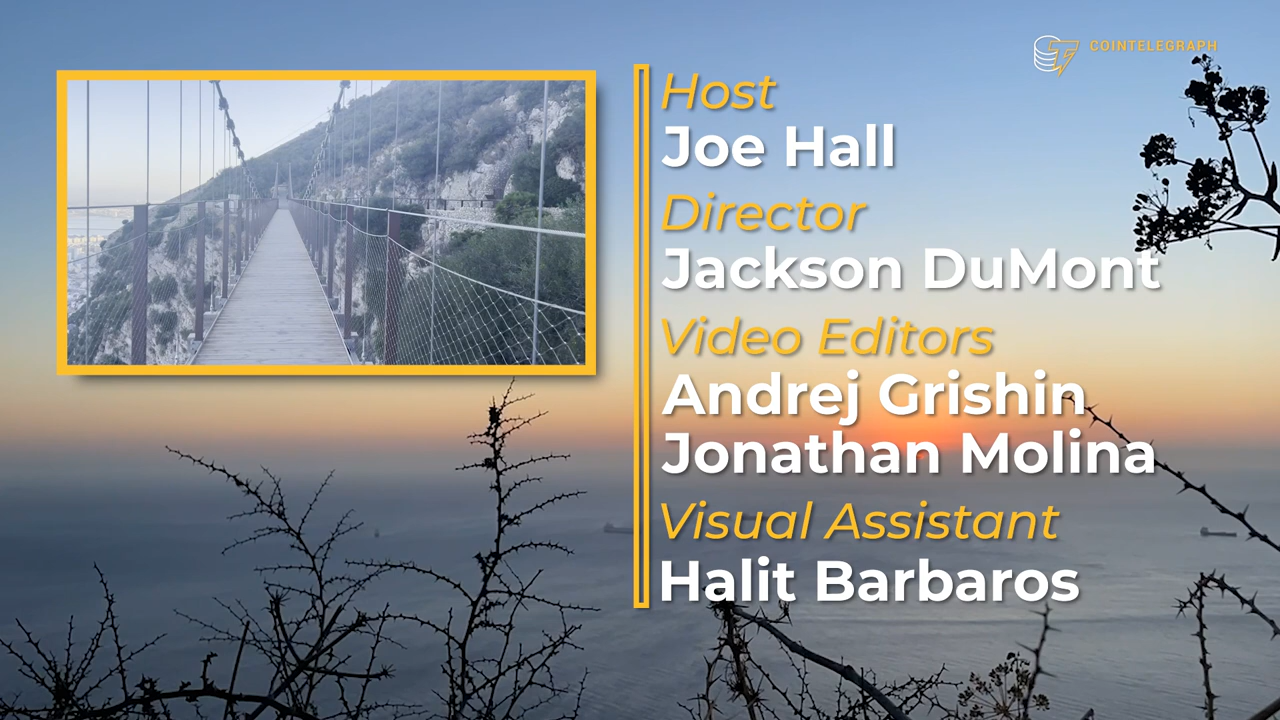 COINTELEGRAPH
Host
Joe Hall
Director
Jackson DuMont
Video Editors
Andrej Grishin
Jonathan Molina
Visual Assistant
Halit Barbaros